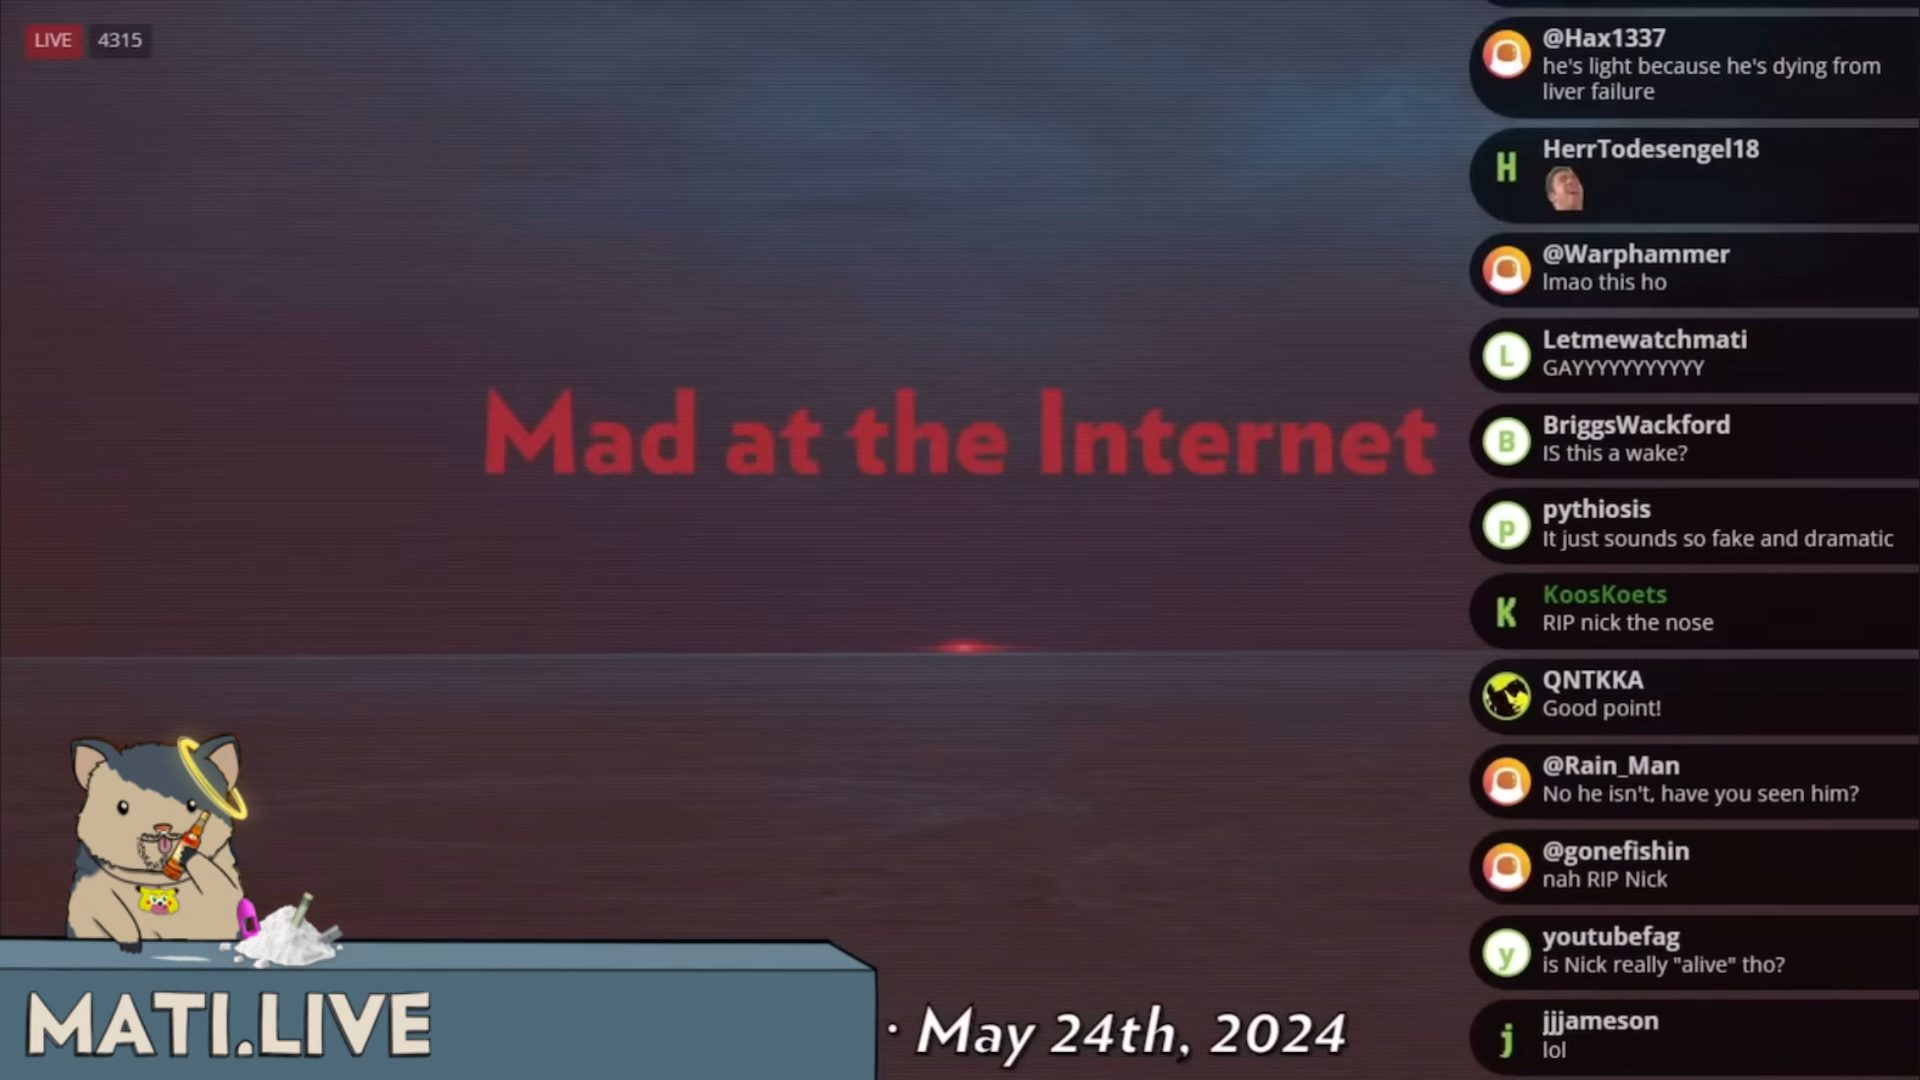 LIVE 4315
@Hax1337
he's light because he's dying from
liver failure
H
HerrTodesengel18
@Warphammer
lmao this ho
L
Letmewatchmati
GAYYYYYYYYYYY
Mad at the Internet
B
BriggsWackford
IS this a wake?
p
pythiosis
It just sounds so fake and dramatic
K
KoosKoets
RIP nick the nose
QNTKKA
Good point!
@Rain_Man
No he isn't, have you seen him?
@gonefishin
nah RIP Nick
y
youtubefag
is Nick really "alive" tho?
j
jjjameson
lol
MATI.LIVE
· May 24th, 2024